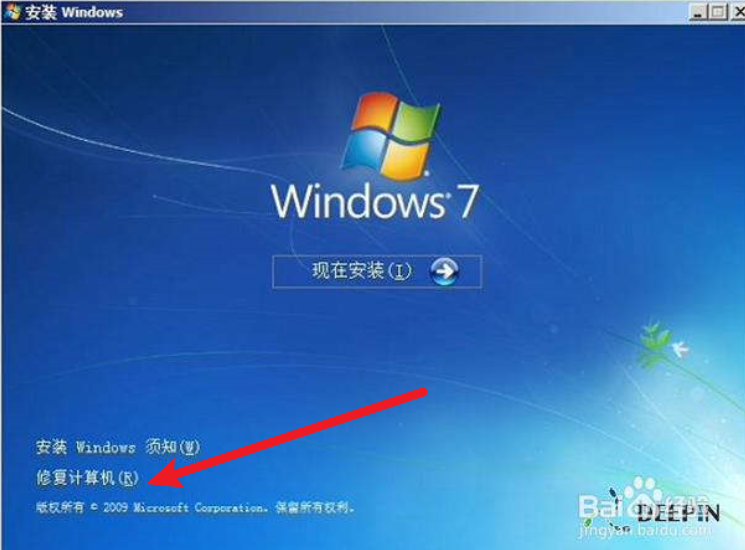 安装 Windows
Windows 7
现在安装(I)
安装 Windows 须知(W)
修复计算机(R)
版权所有 © 2009 Microsoft Corporation。保留所有权利。
Bai 经验
DEEPIN
jingyan.baidu.com